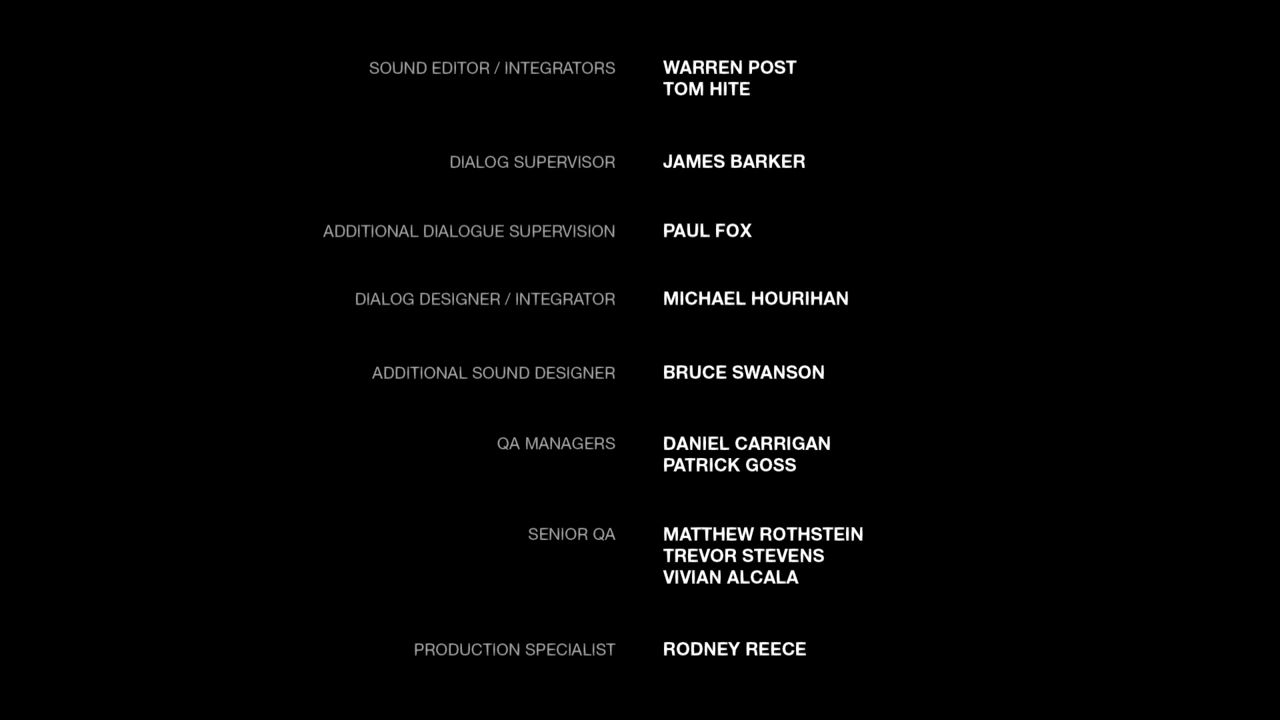 SOUND EDITOR / INTEGRATORS WARREN POST
TOM HITE
DIALOG SUPERVISOR JAMES BARKER
ADDITIONAL DIALOGUE SUPERVISION PAUL FOX
DIALOG DESIGNER / INTEGRATOR MICHAEL HOURIHAN
ADDITIONAL SOUND DESIGNER BRUCE SWANSON
QA MANAGERS DANIEL CARRIGAN
PATRICK GOSS
SENIOR QA MATTHEW ROTHSTEIN
TREVOR STEVENS
VIVIAN ALCALA
PRODUCTION SPECIALIST RODNEY REECE